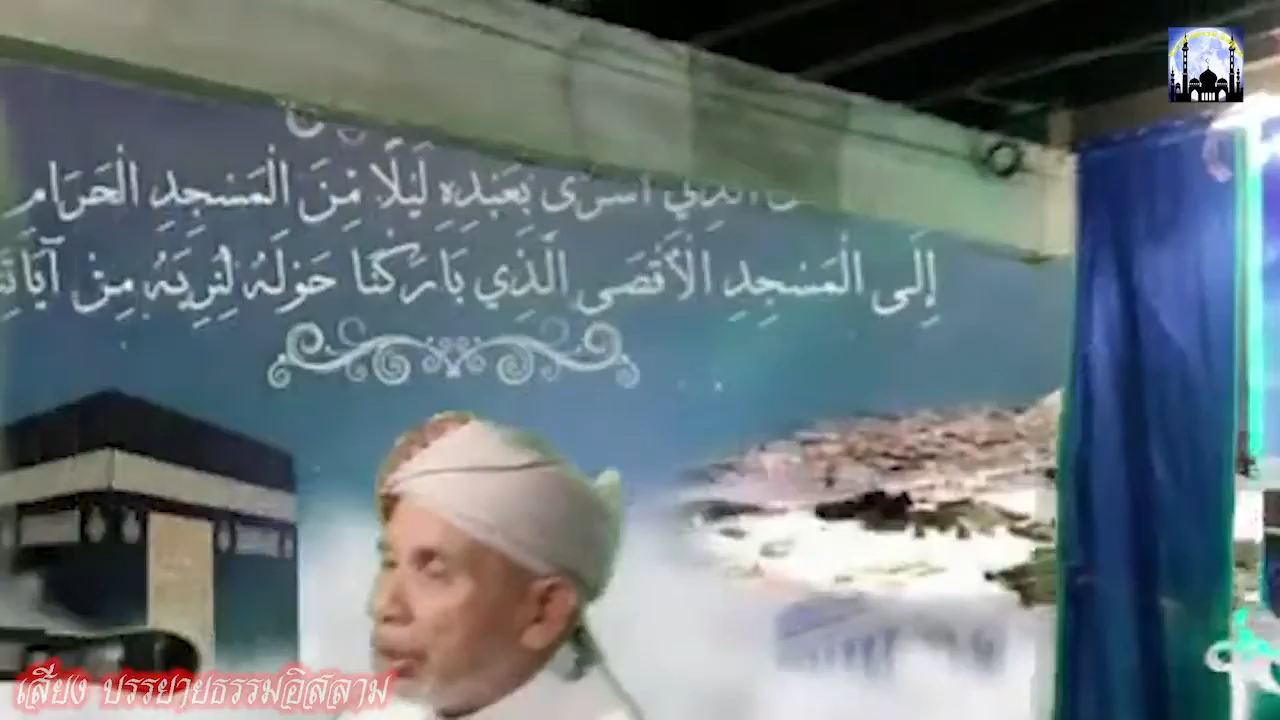 الَّذِي أَسْرَى بِعَبْدِهِ لَيْلًا مِّنَ الْمَسْجِدِ الْحَرَامِ
إِلَى الْمَسْجِدِ الْأَقْصَى الَّذِي بَارَكْنَا حَوْلَهُ لِنُرِيَهُ مِنْ
เสียง บรรยายธรรมอิสลาม